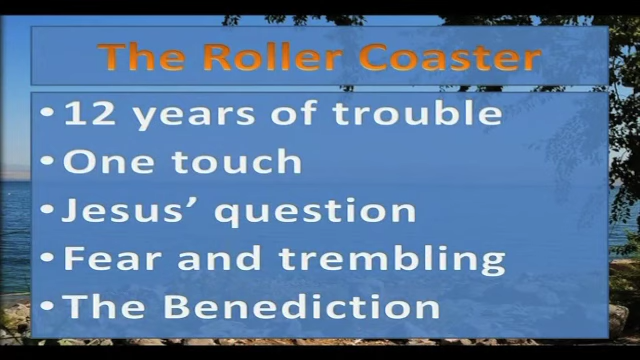 The Roller Coaster
• 12 years of trouble
• One touch
• Jesus’ question
• Fear and trembling
• The Benediction